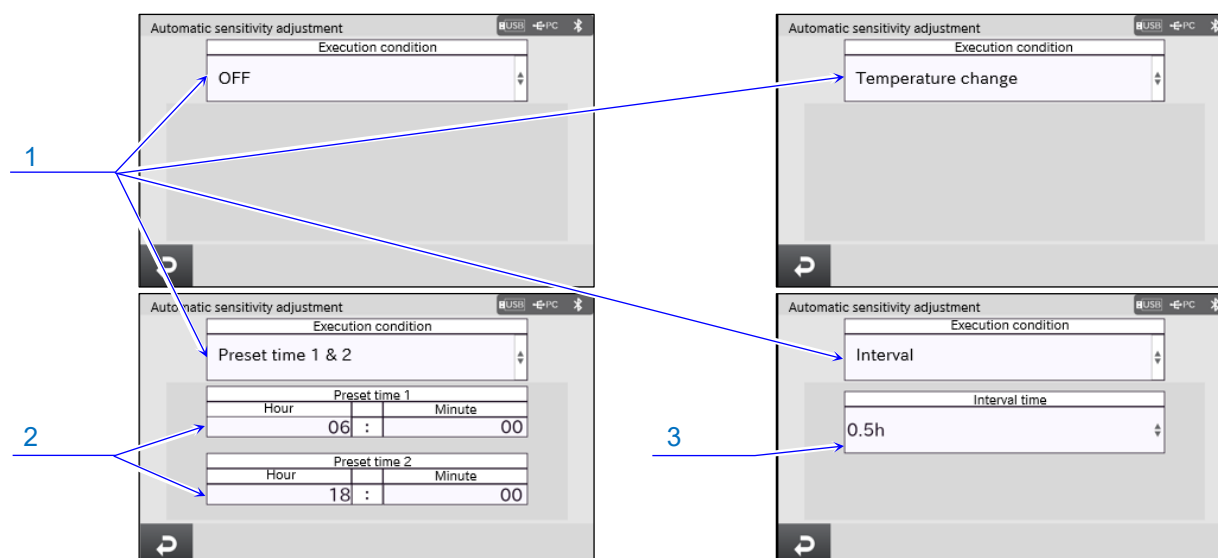 Automatic sensitivity adjustment USB PC
Execution condition
OFF
Automatic sensitivity adjustment USB PC
Execution condition
Temperature change
1
Automatic sensitivity adjustment USB PC
Execution condition
Preset time 1 & 2
Preset time 1
Hour Minute
06 : 00
2
Preset time 2
Hour Minute
18 : 00
Automatic sensitivity adjustment USB PC
Execution condition
Interval
Interval time
0.5h
3